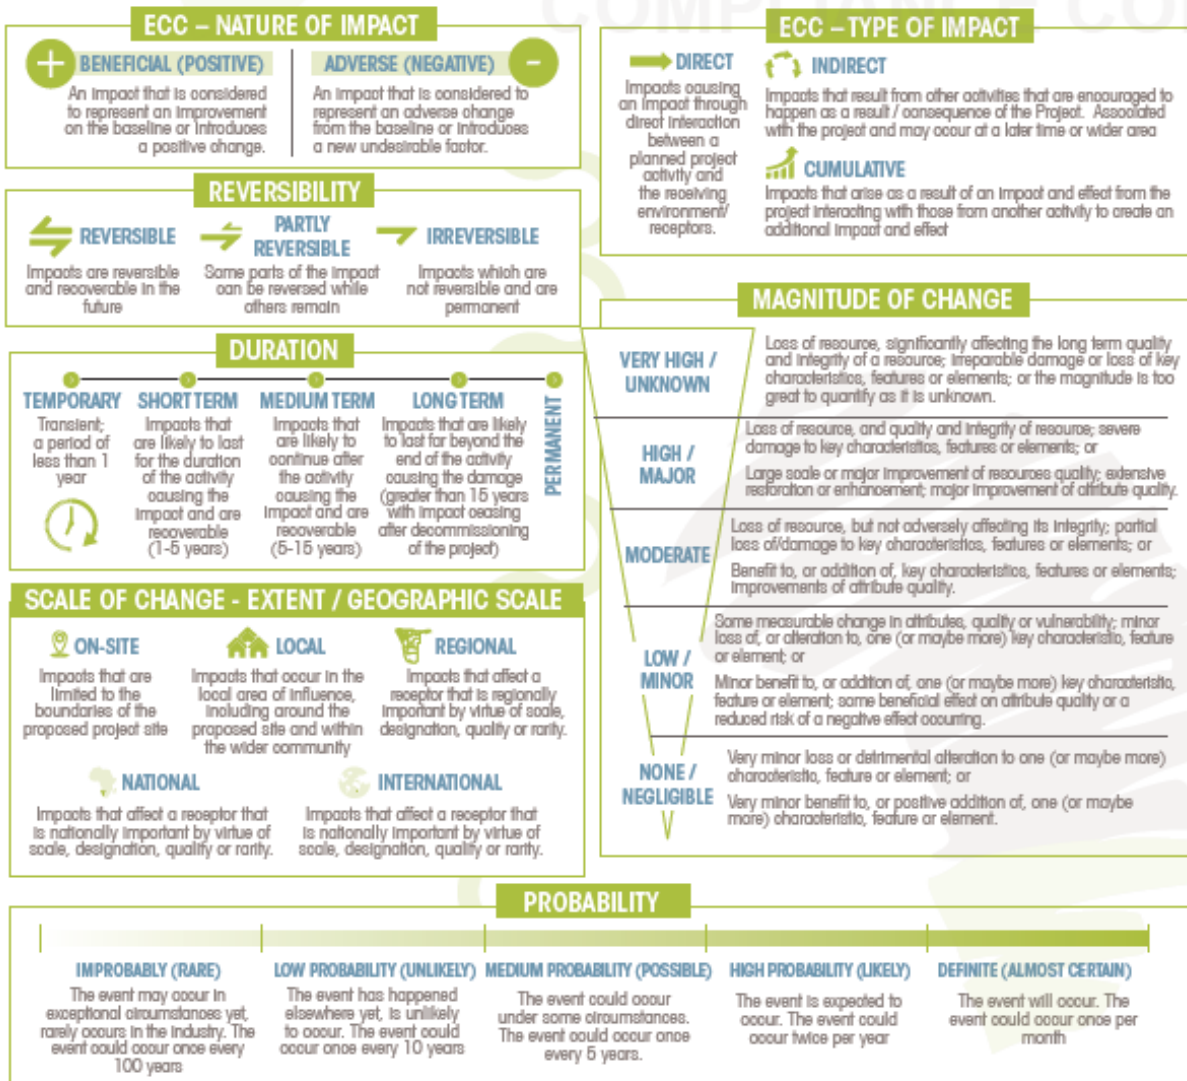 COMPLIANCE CO
ECC – NATURE OF IMPACT
+ BENEFICIAL (POSITIVE)
An impact that is considered
to represent an improvement
on the baseline or introduces
a positive change.
ADVERSE (NEGATIVE) -
An impact that is considered to
represent an adverse change
from the baseline or introduces
a new undesirable factor.
ECC – TYPE OF IMPACT
DIRECT
Impacts causing
an impact through
direct interaction
between a
planned project
activity and
the receiving
environment/
receptors.
INDIRECT
Impacts that result from other activities that are encouraged to
happen as a result / consequence of the Project. Associated
with the project and may occur at a later time or wider area
CUMULATIVE
Impacts that arise as a result of an impact and effect from the
project interacting with those from another activity to create an
additional impact and effect
REVERSIBILITY
REVERSIBLE
Impacts are reversible
and recoverable in the
future
PARTLY
REVERSIBLE
Some parts of the impact
can be reversed while
others remain
IRREVERSIBLE
Impacts which are
not reversible and are
permanent
DURATION
TEMPORARY
Transient;
a period of
less than 1
year
SHORT TERM
Impacts that
are likely to last
for the duration
of the activity
causing the
impact and are
recoverable
(1-5 years)
MEDIUM TERM
Impacts that
are likely to
continue after
the activity
causing the
impact and are
recoverable
(5-15 years)
LONG TERM
Impacts that are likely
to last far beyond the
end of the activity
causing the damage
(greater than 15 years
with impact ceasing
after decommissioning
of the project)
PERMANENT
MAGNITUDE OF CHANGE
VERY HIGH /
UNKNOWN
Loss of resource, significantly affecting the long term quality
and integrity of a resource; irreparable damage or loss of key
characteristics, features or elements; or the magnitude is too
great to quantify as it is unknown.
HIGH /
MAJOR
Loss of resource, and quality and integrity of resource; severe
damage to key characteristics, features or elements; or
Large scale or major improvement of resources quality; extensive
restoration or enhancement; major improvement of attribute quality.
MODERATE
Loss of resource, but not adversely affecting its integrity; partial
loss of/damage to key characteristics, features or elements; or
Benefit to, or addition of, key characteristics, features or elements;
improvements of attribute quality.
LOW /
MINOR
Some measurable change in attributes, quality or vulnerability; minor
loss of, or alteration to, one (or maybe more) key characteristic, feature
or element; or
Minor benefit to, or addition of, one (or maybe more) key characteristic,
feature or element; some beneficial effect on attribute quality or a
reduced risk of a negative effect occurring.
NONE /
NEGLIGIBLE
Very minor loss or detrimental alteration to one (or maybe more)
characteristic, feature or element; or
Very minor benefit to, or positive addition of, one (or maybe
more) characteristic, feature or element.
SCALE OF CHANGE - EXTENT / GEOGRAPHIC SCALE
ON-SITE
Impacts that are
limited to the
boundaries of the
proposed project site
LOCAL
Impacts that occur in the
local area of influence,
including around the
proposed site and within
the wider community
REGIONAL
Impacts that affect a
receptor that is regionally
important by virtue of scale,
designation, quality or rarity.
NATIONAL
Impacts that affect a receptor that
is nationally important by virtue of
scale, designation, quality or rarity.
INTERNATIONAL
Impacts that affect a receptor that
is nationally important by virtue of
scale, designation, quality or rarity.
PROBABILITY
IMPROBABLY (RARE)
The event may occur in
exceptional circumstances yet,
rarely occurs in the industry. The
event could occur once every
100 years
LOW PROBABILITY (UNLIKELY)
The event has happened
elsewhere yet, is unlikely
to occur. The event could
occur once every 10 years
MEDIUM PROBABILITY (POSSIBLE)
The event could occur
under some circumstances.
The event could occur once
every 5 years.
HIGH PROBABILITY (LIKELY)
The event is expected to
occur. The event could
occur twice per year
DEFINITE (ALMOST CERTAIN)
The event will occur. The
event could occur once per
month